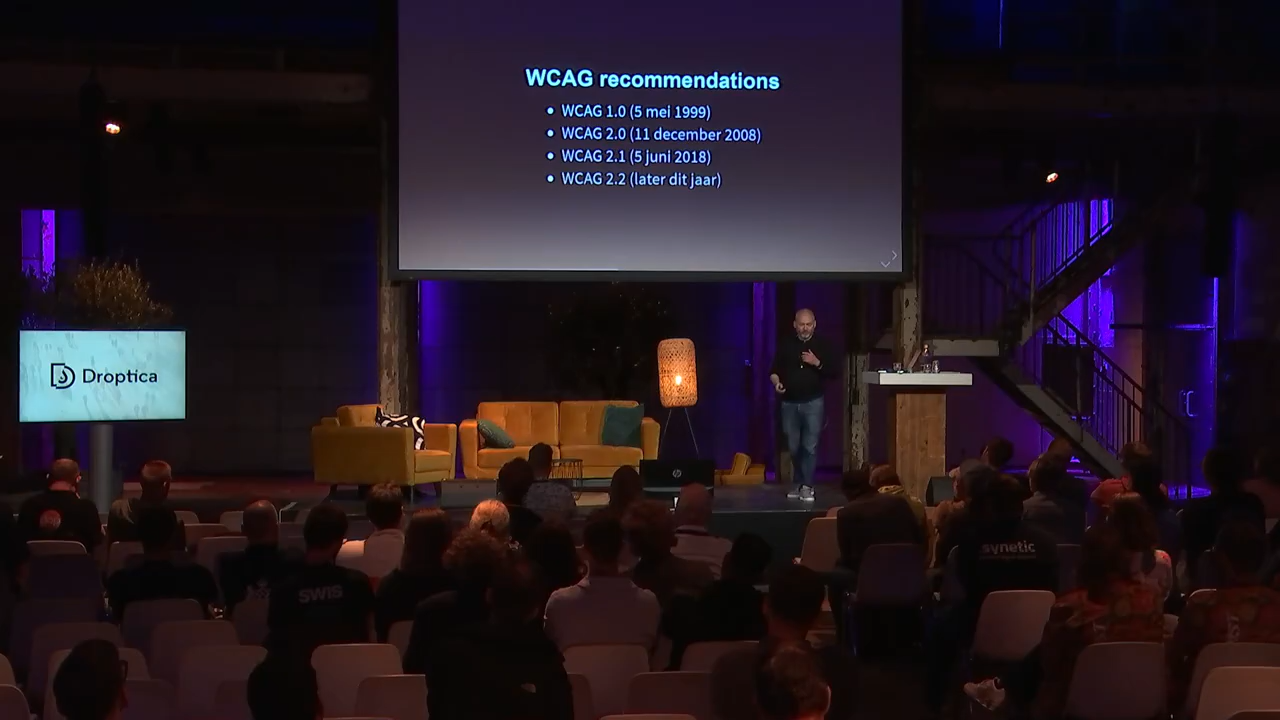 WCAG recommendations
• WCAG 1.0 (5 mei 1999)
• WCAG 2.0 (11 december 2008)
• WCAG 2.1 (5 juni 2018)
• WCAG 2.2 (later dit jaar)
Droptica
hp
synetic
SWIS